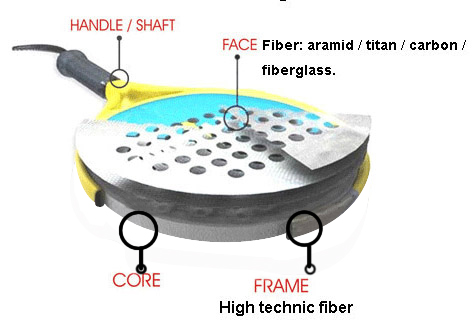 HANDLE / SHAFT
FACE Fiber: aramid / titan / carbon /
fiberglass.
CORE
FRAME
High technic fiber